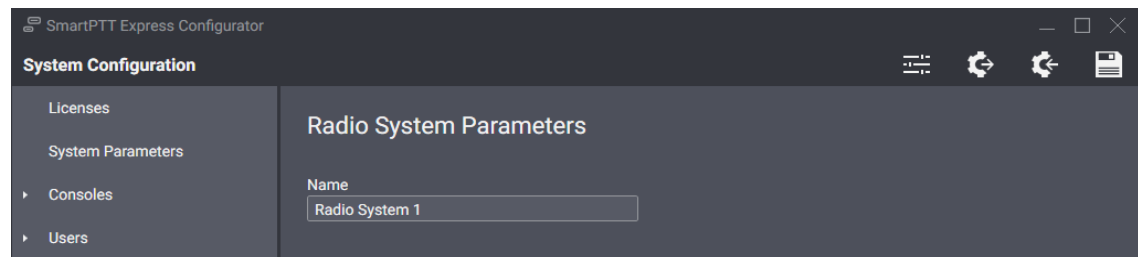 SmartPTT Express Configurator
System Configuration
Licenses
System Parameters
Consoles
Users
Radio System Parameters
Name
Radio System 1